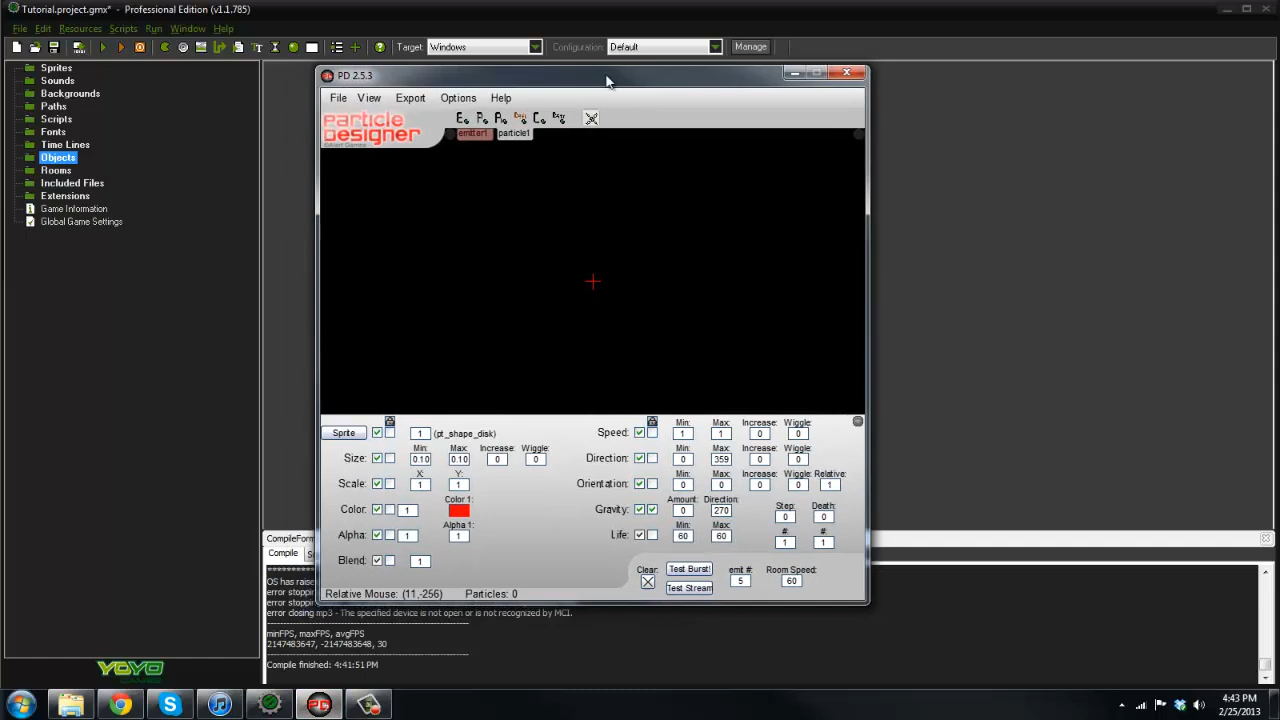 Tutorial.project.gmx* - Professional Edition (v1.1.785)
File Edit Resources Scripts Run Window Help
Target: Windows Configuration: Default Manage
Sprites
Sounds
Backgrounds
Paths
Scripts
Fonts
Time Lines
Objects
Rooms
Included Files
Extensions
Game Information
Global Game Settings
YOYO
GAMES
PD 2.5.3
File View Export Options Help
particle
Designer
emitter1 particle1
Sprite 1 (pt_shape_disk)
Min: Max: Increase: Wiggle:
Size: 0.10 0.10 0 0
X: Y:
Scale: 1 1
Color 1:
Color: 1
Alpha 1:
Alpha: 1 1
Blend: 1
Min: Max: Increase: Wiggle:
Speed: 1 1 0 0
Min: Max: Increase: Wiggle:
Direction: 0 359 0 0
Min: Max: Increase: Wiggle: Relative:
Orientation: 0 0 0 0 1
Amount: Direction:
Gravity: 0 270
Step: Death:
0 0
Min: Max:
Life: 60 60
#: #:
1 1
Clear: Test Burst! emt #: Room Speed:
Test Stream 5 60
Relative Mouse: (11,-256) Particles: 0
Compile
OS has raise
error stoppin
error stoppin
error closing mp3 - The specified device is not open or is not recognized by MCI.
minFPS, maxFPS, avgFPS
2147483647, -2147483648, 30
Compile finished: 4:41:51 PM
4:43 PM
2/25/2013